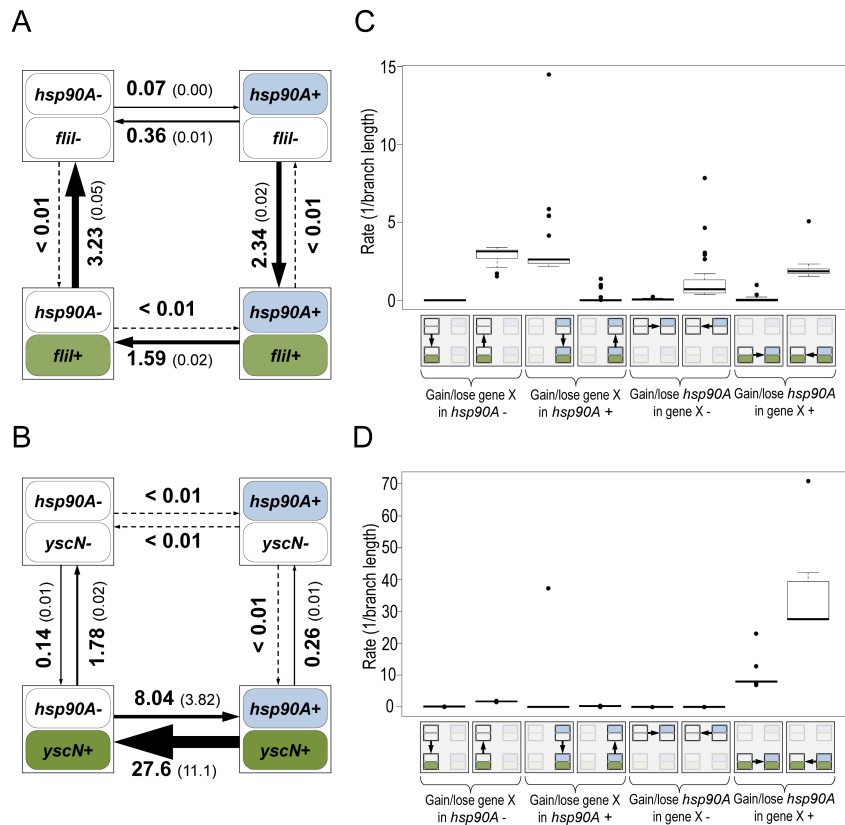 A
hsp90A-
fliI-
0.07 (0.00)
0.36 (0.01)
hsp90A+
fliI-
< 0.01
3.23 (0.05)
2.34 (0.02)
< 0.01
hsp90A-
fliI+
< 0.01
1.59 (0.02)
hsp90A+
fliI+
B
hsp90A-
yscN-
< 0.01
< 0.01
hsp90A+
yscN-
0.14 (0.01)
1.78 (0.02)
< 0.01
0.26 (0.01)
hsp90A-
yscN+
8.04 (3.82)
27.6 (11.1)
hsp90A+
yscN+
C
Rate (1/branch length)
15
10
5
0
Gain/lose gene X
in hsp90A -
Gain/lose gene X
in hsp90A +
Gain/lose hsp90A
in gene X -
Gain/lose hsp90A
in gene X +
D
Rate (1/branch length)
70
60
50
40
30
20
10
0
Gain/lose gene X
in hsp90A -
Gain/lose gene X
in hsp90A +
Gain/lose hsp90A
in gene X -
Gain/lose hsp90A
in gene X +